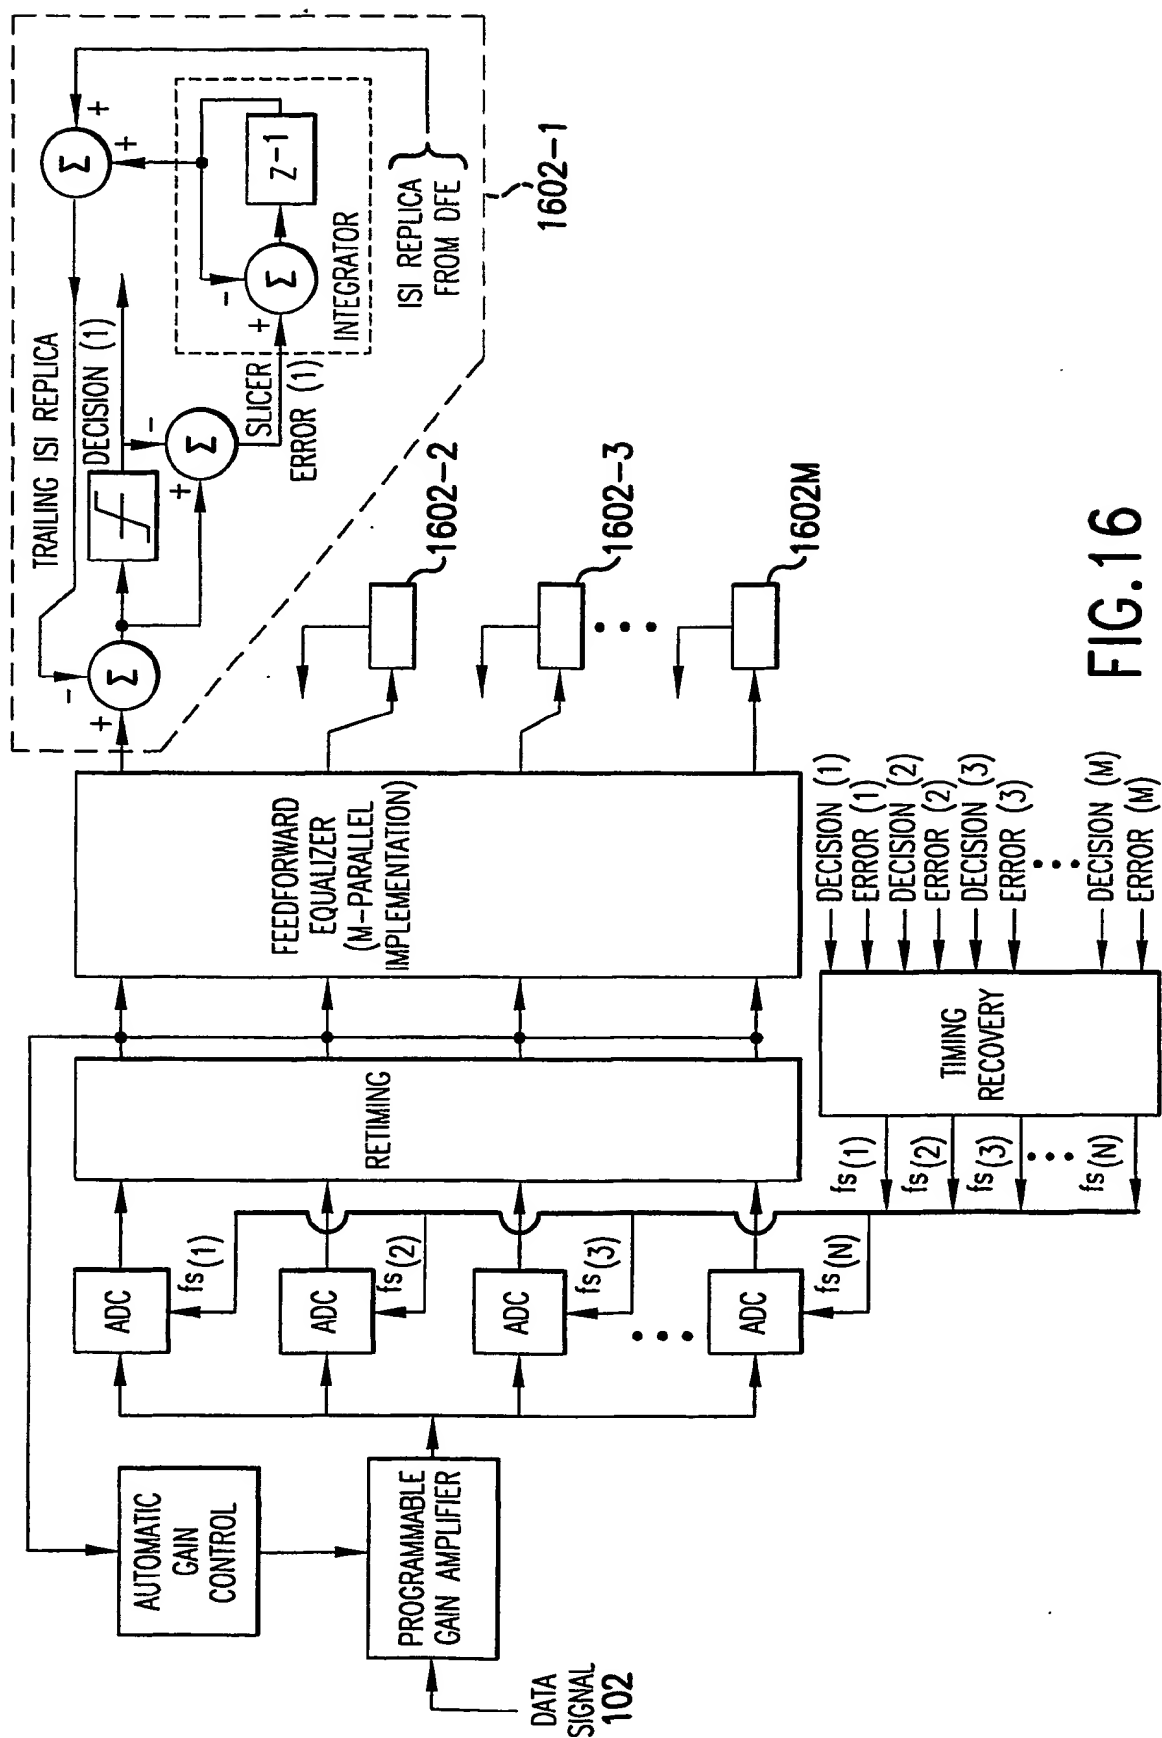 DATA
SIGNAL
102
PROGRAMMABLE
GAIN AMPLIFIER
AUTOMATIC
GAIN
CONTROL
ADC
fs(1)
ADC
fs(2)
ADC
fs(3)
• • •
ADC
fs(N)
RETIMING
FEEDFORWARD
EQUALIZER
(M-PARALLEL
IMPLEMENTATION)
+
-
Σ
TRAILING ISI REPLICA
DECISION (1)
-
+
Σ
SLICER
ERROR (1)
+
-
Σ
Z-1
INTEGRATOR
Σ
+
+
ISI REPLICA
FROM DFE
1602-1
1602-2
1602-3
• • •
1602M
fs(1)
fs(2)
fs(3)
• • •
fs(N)
TIMING
RECOVERY
DECISION (1)
ERROR (1)
DECISION (2)
ERROR (2)
DECISION (3)
ERROR (3)
• • •
DECISION (M)
ERROR (M)
FIG.16